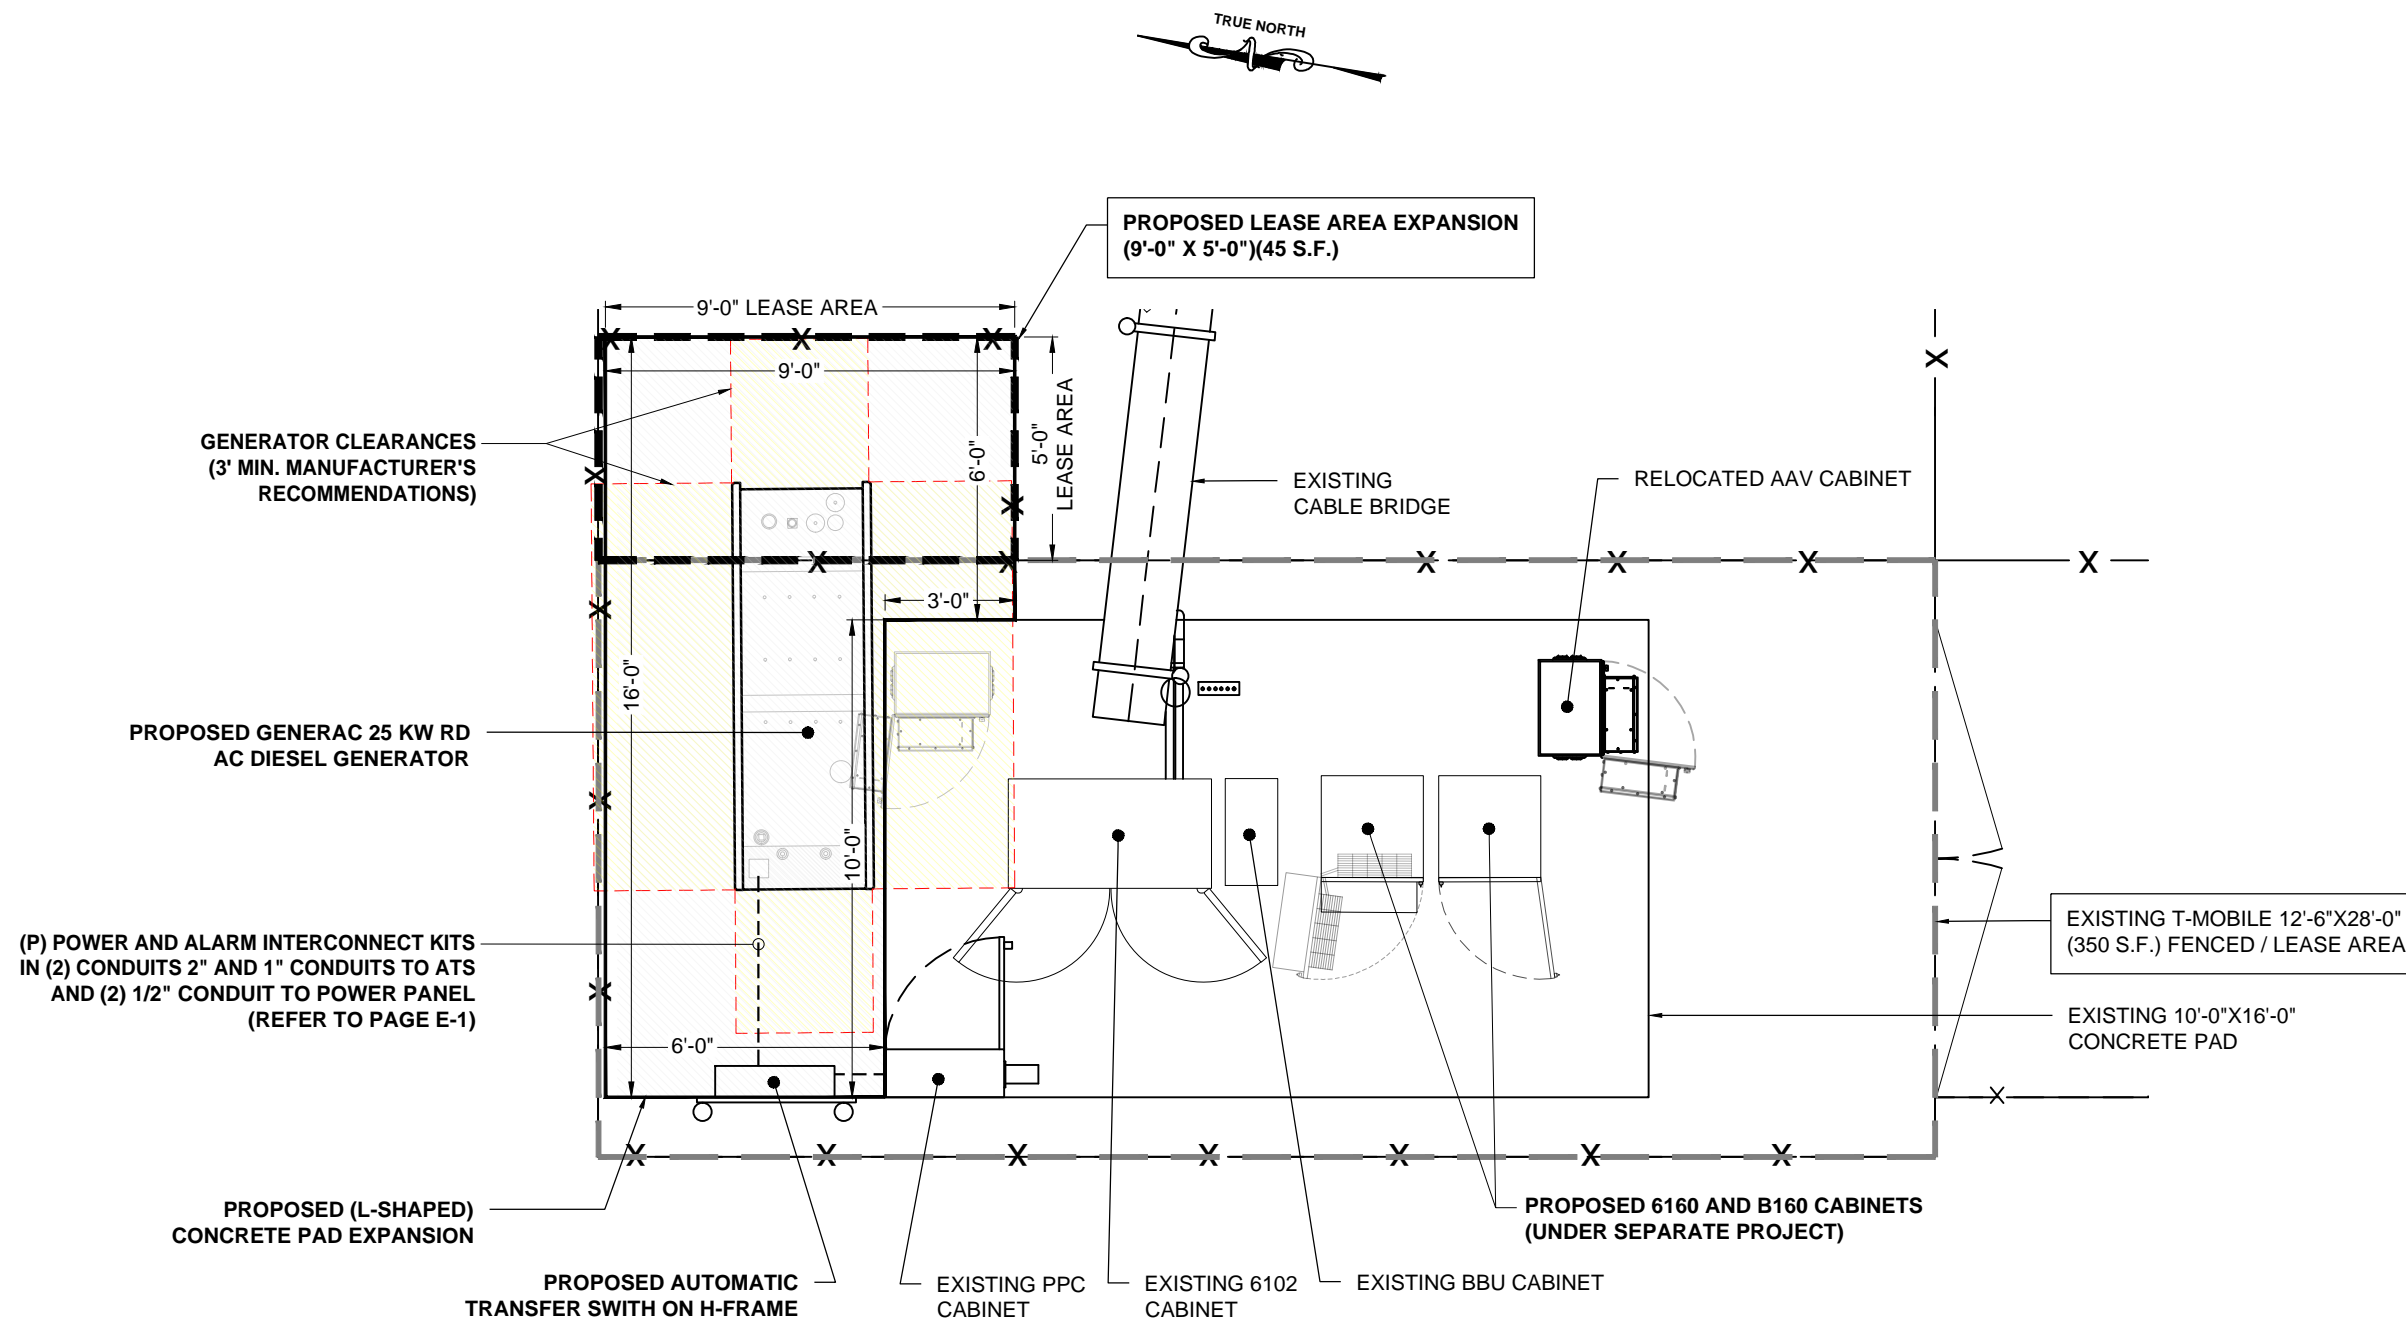 TRUE NORTH
PROPOSED LEASE AREA EXPANSION
(9'-0" X 5'-0")(45 S.F.)
9'-0" LEASE AREA
9'-0"
5'-0"
LEASE AREA
6'-0"
GENERATOR CLEARANCES
(3' MIN. MANUFACTURER'S
RECOMMENDATIONS)
EXISTING
CABLE BRIDGE
RELOCATED AAV CABINET
3'-0"
16'-0"
10'-0"
PROPOSED GENERAC 25 KW RD
AC DIESEL GENERATOR
(P) POWER AND ALARM INTERCONNECT KITS
IN (2) CONDUITS 2" AND 1" CONDUITS TO ATS
AND (2) 1/2" CONDUIT TO POWER PANEL
(REFER TO PAGE E-1)
6'-0"
EXISTING T-MOBILE 12'-6"X28'-0"
(350 S.F.) FENCED / LEASE AREA
EXISTING 10'-0"X16'-0"
CONCRETE PAD
PROPOSED (L-SHAPED)
CONCRETE PAD EXPANSION
PROPOSED 6160 AND B160 CABINETS
(UNDER SEPARATE PROJECT)
PROPOSED AUTOMATIC
TRANSFER SWITH ON H-FRAME
EXISTING PPC
CABINET
EXISTING 6102
CABINET
EXISTING BBU CABINET